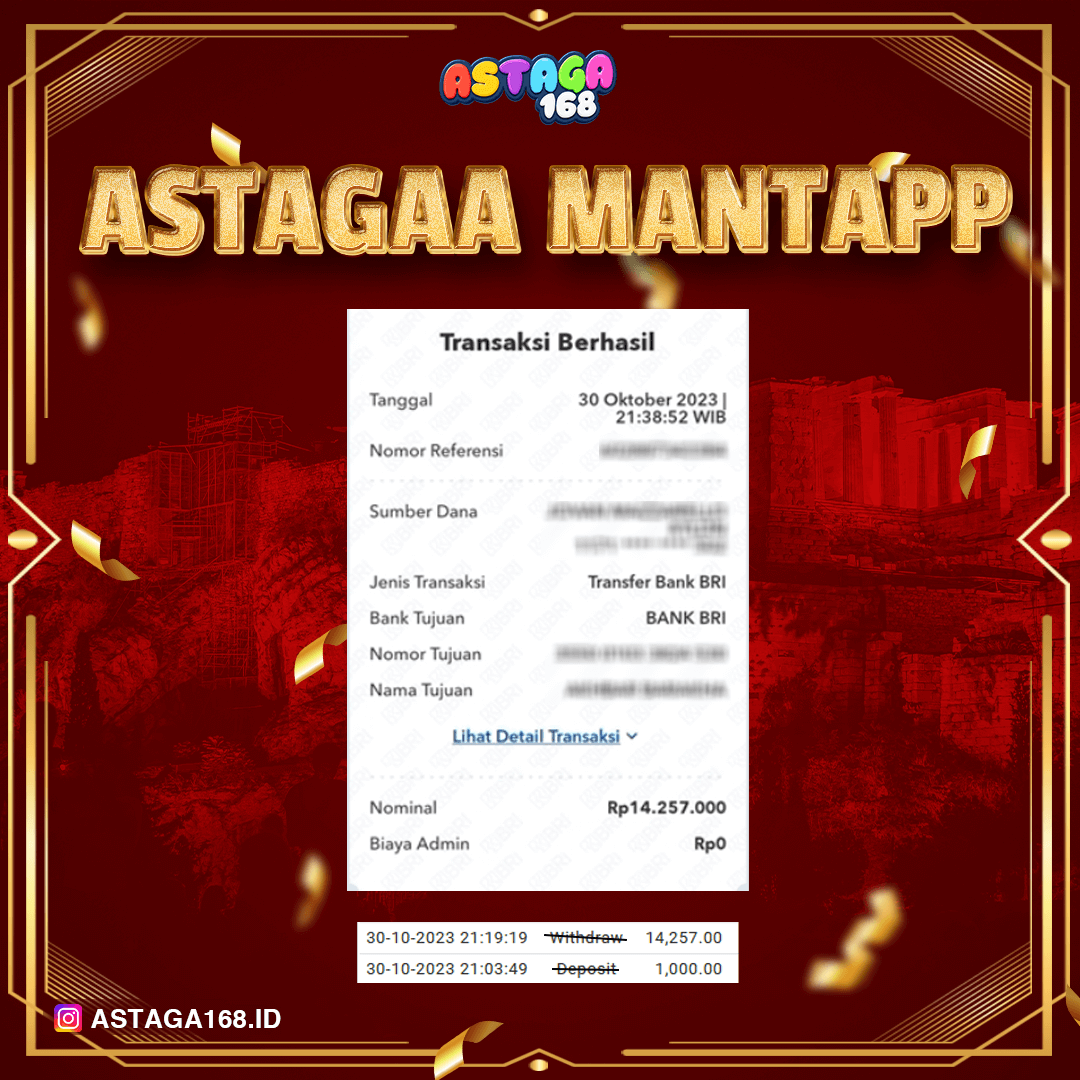 ASTAGA
168
ASTAGAA MANTAPP
Transaksi Berhasil
Tanggal 30 Oktober 2023 |
21:38:52 WIB
Nomor Referensi
Sumber Dana
Jenis Transaksi Transfer Bank BRI
Bank Tujuan BANK BRI
Nomor Tujuan
Nama Tujuan
Lihat Detail Transaksi
Nominal Rp14.257.000
Biaya Admin Rp0
30-10-2023 21:19:19 Withdraw 14,257.00
30-10-2023 21:03:49 Deposit 1,000.00
ASTAGA168.ID